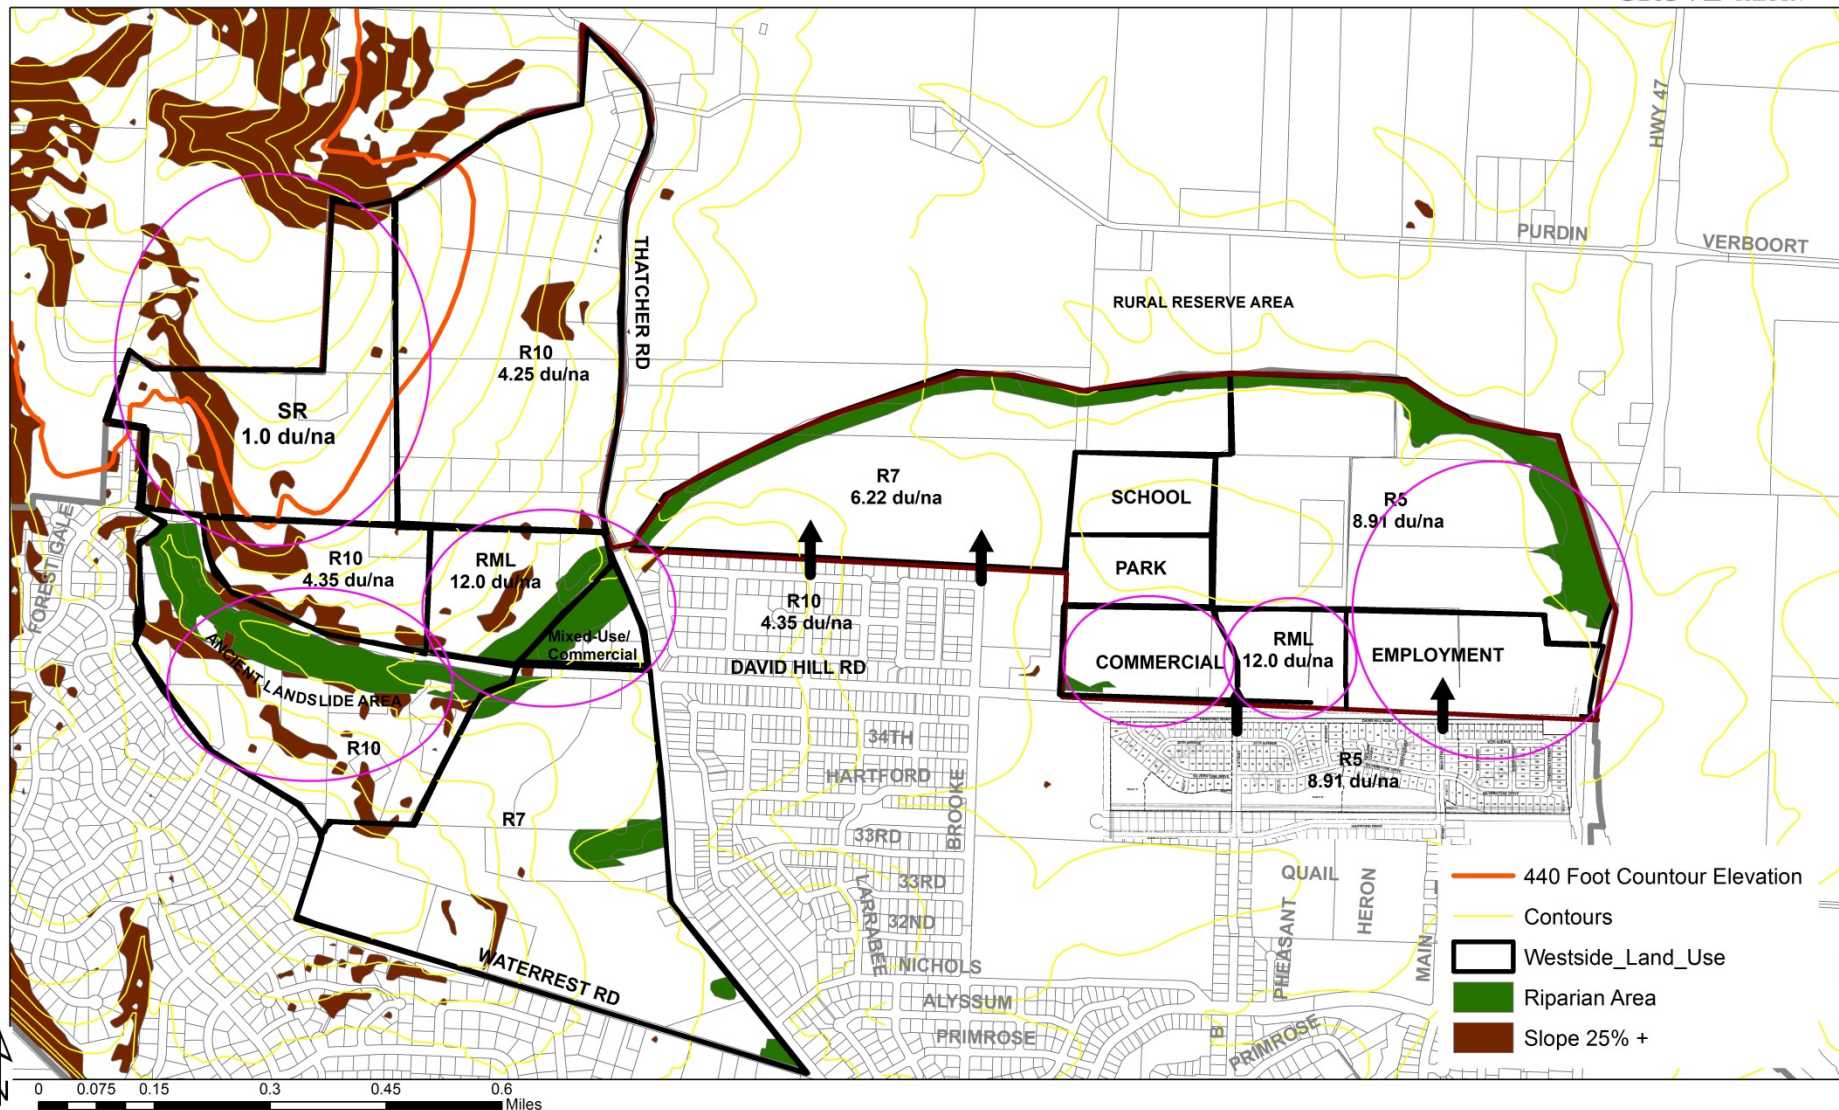 HWY 47
PURDIN
VERBOORT
THATCHER RD
RURAL RESERVE AREA
R10
4.25 du/na
SR
1.0 du/na
R7
6.22 du/na
SCHOOL
R5
8.91 du/na
PARK
FOREST GALE
R10
4.35 du/na
RML
12.0 du/na
R10
4.35 du/na
Mixed-Use/
Commercial
DAVID HILL RD
COMMERCIAL
RML
12.0 du/na
EMPLOYMENT
ANCIENT LANDSLIDE AREA
R10
34TH
HARTFORD
BROOKE
R5
8.91 du/na
R7
33RD
33RD
LARRABEE
32ND
NICHOLS
ALYSSUM
PRIMROSE
QUAIL
PHEASANT
HERON
MAIN
B
PRIMROSE
WATERREST RD
440 Foot Countour Elevation
Contours
Westside_Land_Use
Riparian Area
Slope 25% +
N
0 0.075 0.15 0.3 0.45 0.6
Miles